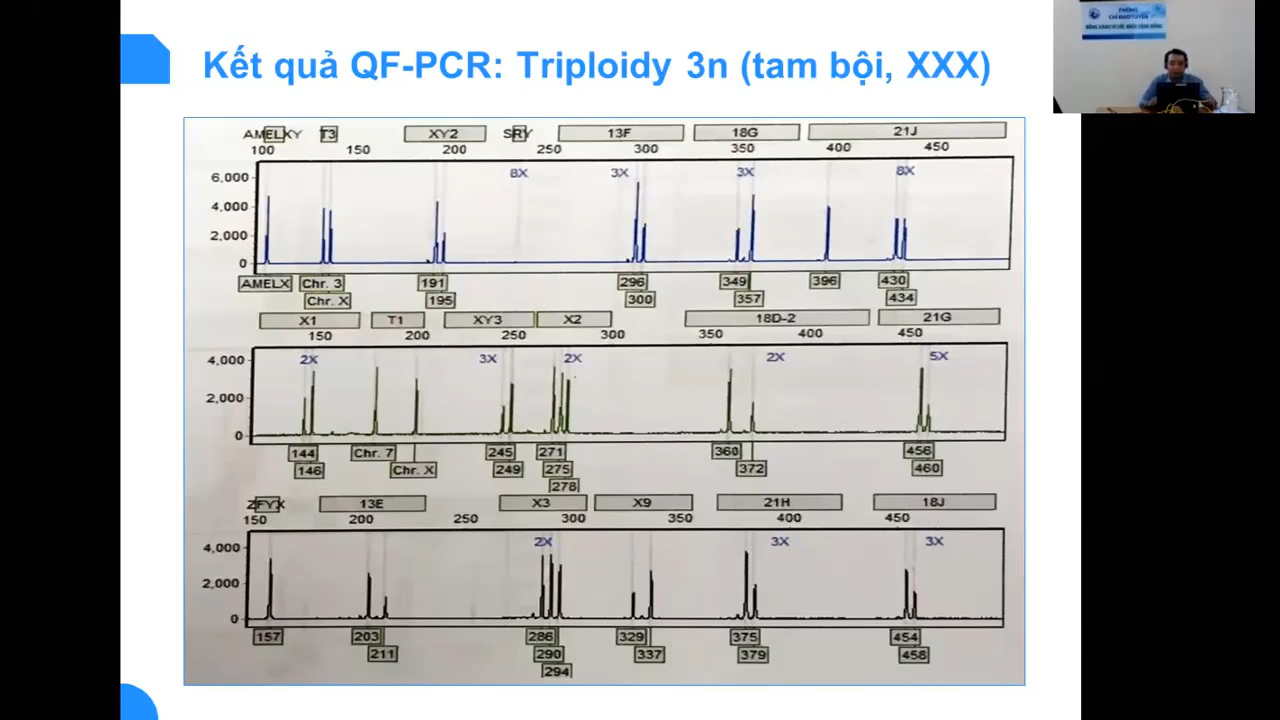 PHÒNG
CHỈ ĐẠO TUYẾN
Kết quả QF-PCR: Triploidy 3n (tam bội, XXX)
AMELXY T3 XY2 SRY 13F 18G 21J
100 150 200 250 300 350 400 450
8X 3X 3X 8X
6,000
4,000
2,000
0
AMELX Chr. 3 191 296 349 396 430
Chr. X 195 300 357 434
X1 T1 XY3 X2 18D-2 21G
150 200 250 300 350 400 450
4,000 2X 3X 2X 2X 5X
2,000
0
144 Chr. 7 245 271 360 456
146 Chr. X 249 275 372 460
278
ZFYX 13E X3 X9 21H 18J
150 200 250 300 350 400 450
4,000 2X 3X 3X
2,000
0
157 203 286 329 375 454
211 290 337 379 458
294